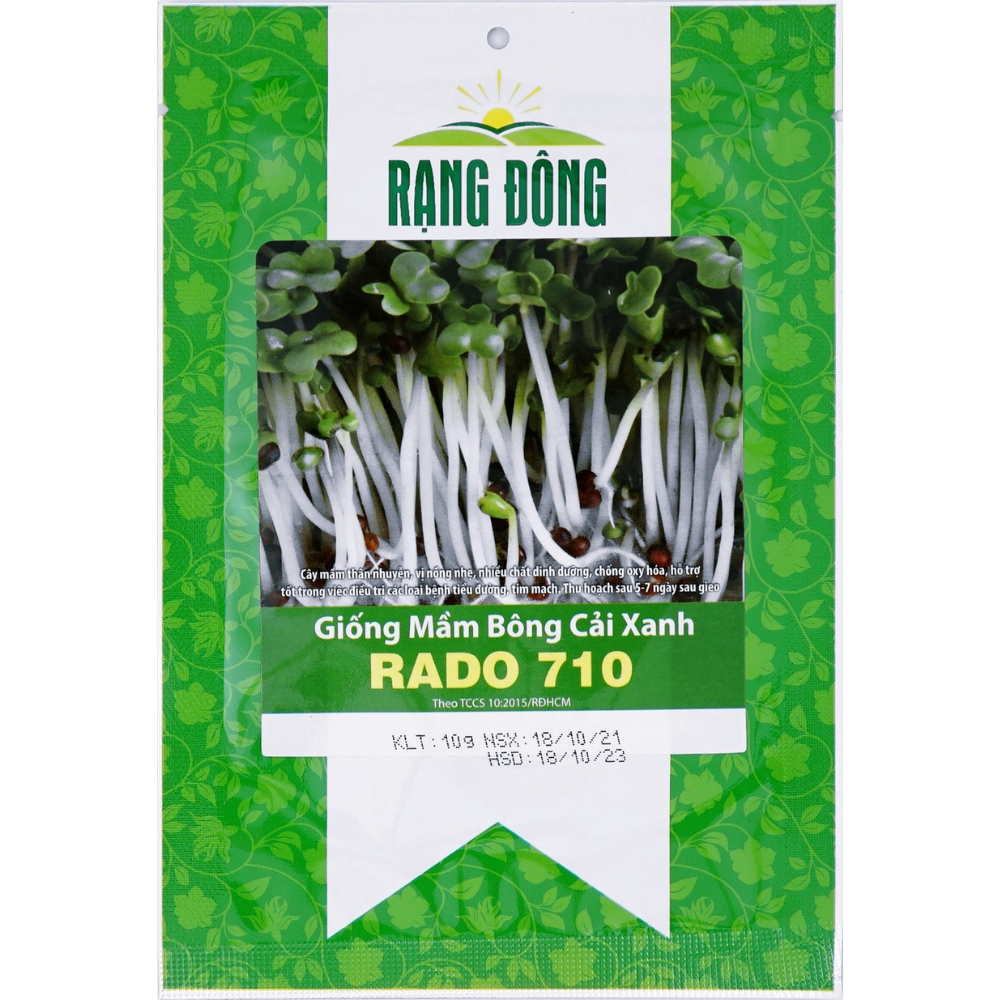 RẠNG ĐÔNG
Cây mầm thân nhuyễn, vị nồng nhẹ, nhiều chất dinh dưỡng, chống oxy hóa, hỗ trợ
tốt trong việc điều trị các loại bệnh tiểu đường, tim mạch. Thu hoạch sau 5-7 ngày sau gieo
Giống Mầm Bông Cải Xanh
RADO 710
Theo TCCS 10:2015/RĐHCM
KLT: 10g NSX: 18/10/21
HSD: 18/10/23